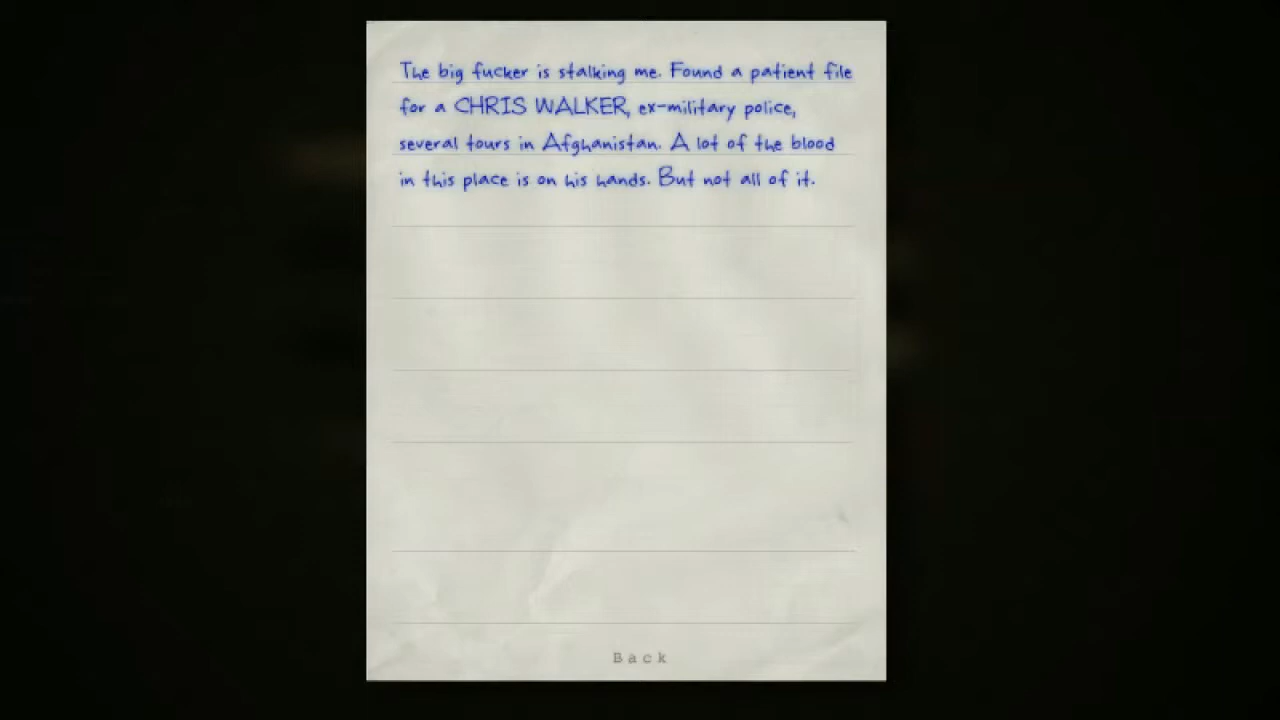 The big fucker is stalking me. Found a patient file
for a CHRIS WALKER, ex-military police,
several tours in Afghanistan. A lot of the blood
in this place is on his hands. But not all of it.
Back